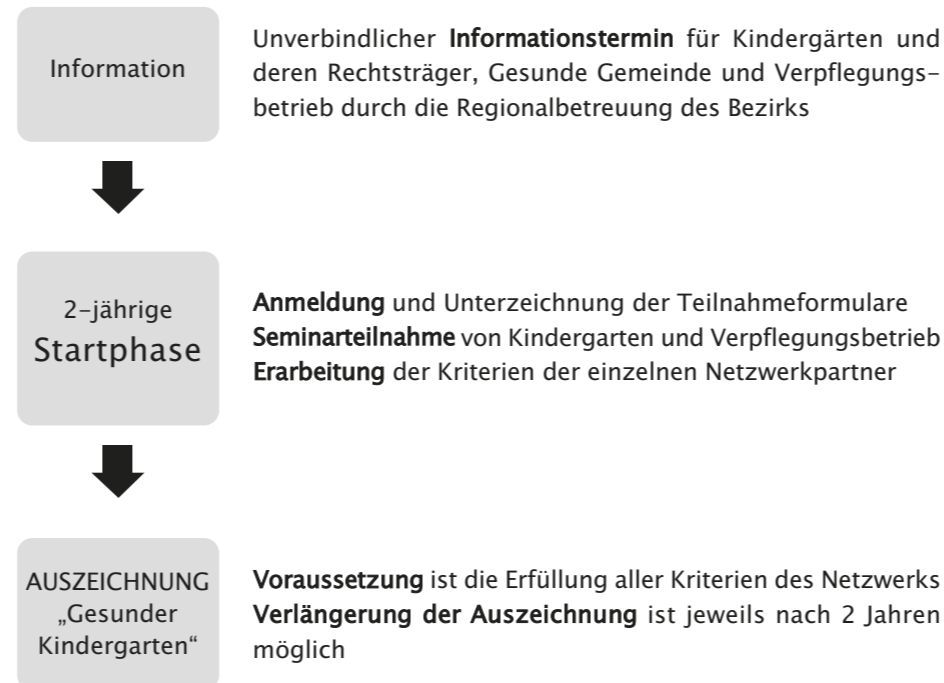 Information
Unverbindlicher Informationstermin für Kindergärten und
deren Rechtsträger, Gesunde Gemeinde und Verpflegungs-
betrieb durch die Regionalbetreuung des Bezirks
2-jährige
Startphase
Anmeldung und Unterzeichnung der Teilnahmeformulare
Seminarteilnahme von Kindergarten und Verpflegungsbetrieb
Erarbeitung der Kriterien der einzelnen Netzwerkpartner
AUSZEICHNUNG
„Gesunder
Kindergarten“
Voraussetzung ist die Erfüllung aller Kriterien des Netzwerks
Verlängerung der Auszeichnung ist jeweils nach 2 Jahren
möglich